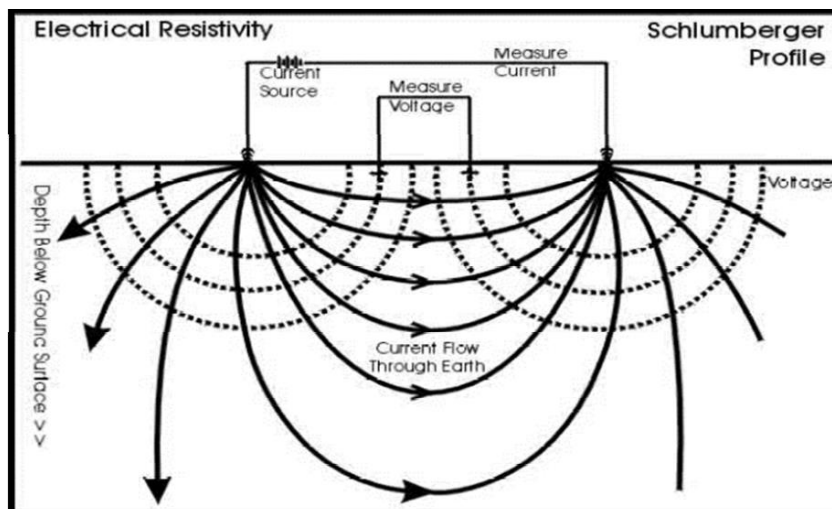 Electrical Resistivity
Schlumberger
Profile
Measure
Current
Current
Source
Measure
Voltage
Voltage
Depth Below Ground Surface > >
Current Flow
Through Earth